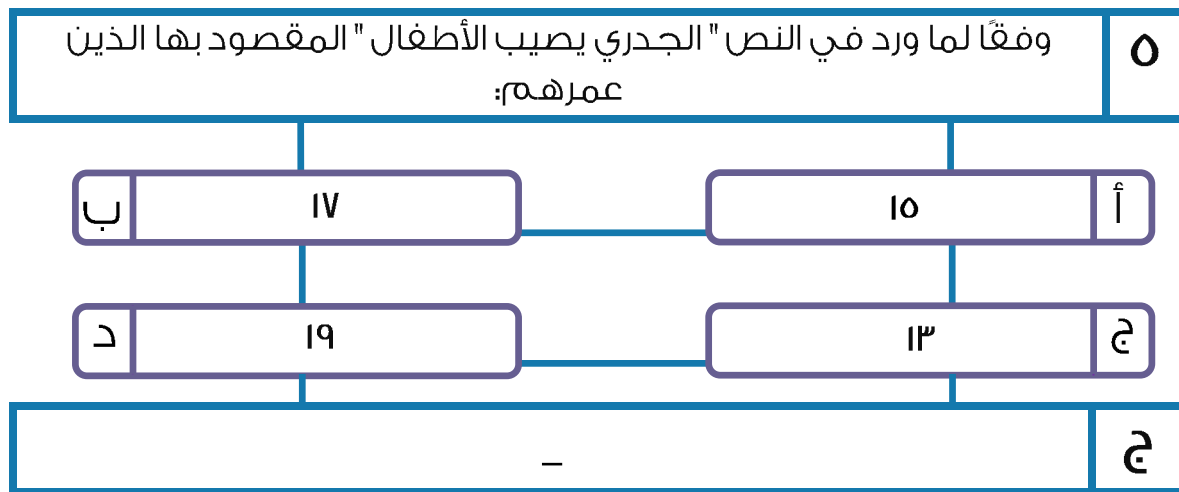 ٥
وفقًا لما ورد في النص " الجدري يصيب الأطفال " المقصود بها الذين
عمرهم:
أ ١٥
ب ١٧
ج ١٣
د ١٩
ج _